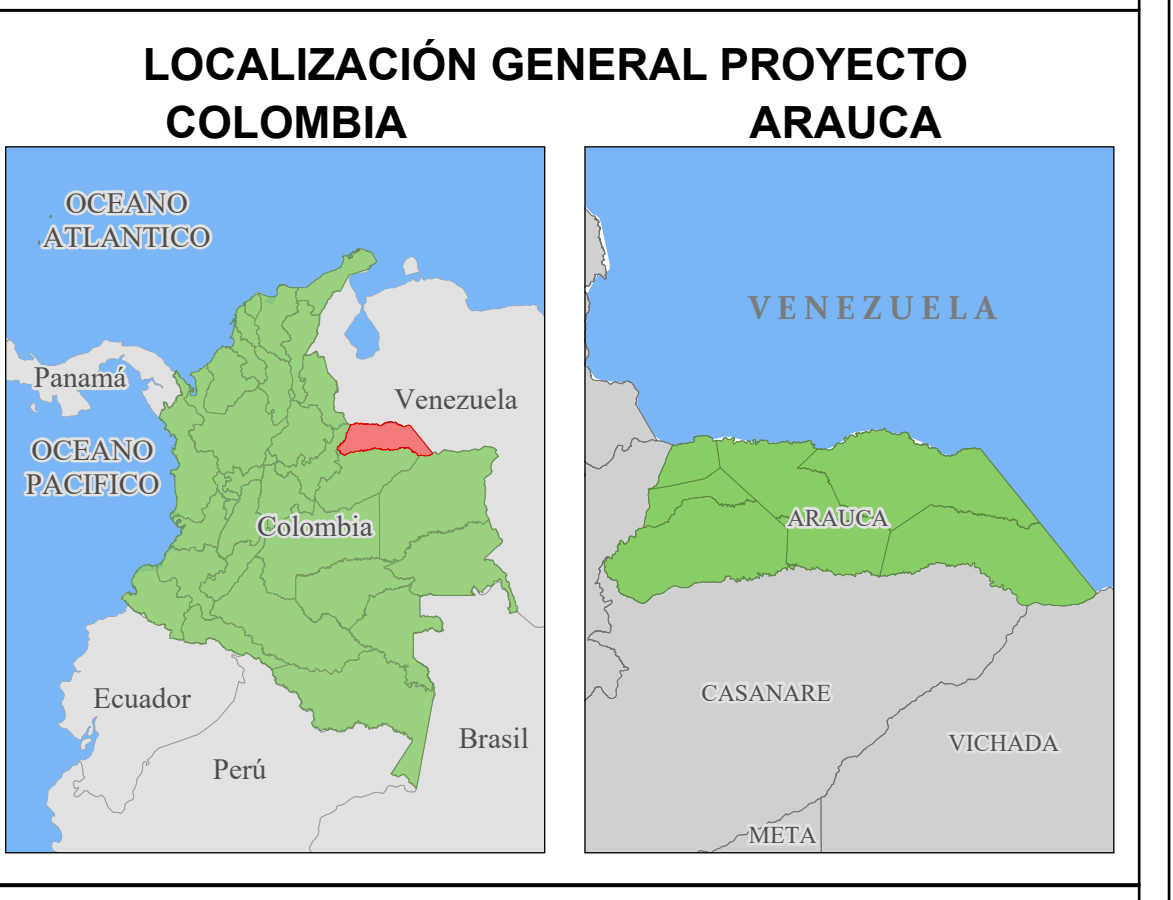 LOCALIZACIÓN GENERAL PROYECTO
COLOMBIA
OCEANO
ATLANTICO
Panamá
Venezuela
OCEANO
PACIFICO
Colombia
Ecuador
Brasil
Perú
ARAUCA
VENEZUELA
ARAUCA
CASANARE
VICHADA
META